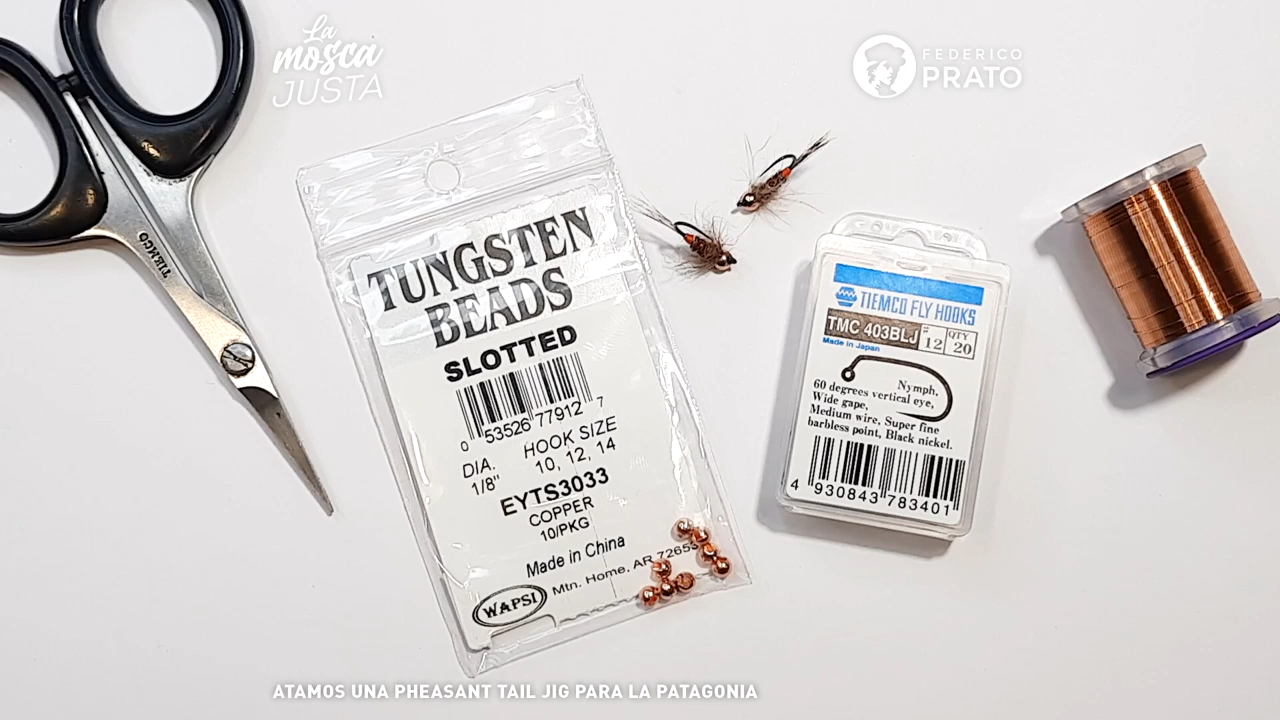 La
mosca
JUSTA
FEDERICO
PRATO
TIEMCO
TUNGSTEN
BEADS
SLOTTED
0 53526 77912 7
DIA.
1/8"
HOOK SIZE
10, 12, 14
EYTS3033
COPPER
10/PKG
Made in China
WAPSI
Mtn. Home, AR 72653
TIEMCO FLY HOOKS
TMC 403BLJ
# 12
QTY 20
Made in Japan
Nymph,
60 degrees vertical eye,
Wide gape,
Medium wire, Super fine
barbless point, Black nickel.
4 930843 783401
ATAMOS UNA PHEASANT TAIL JIG PARA LA PATAGONIA